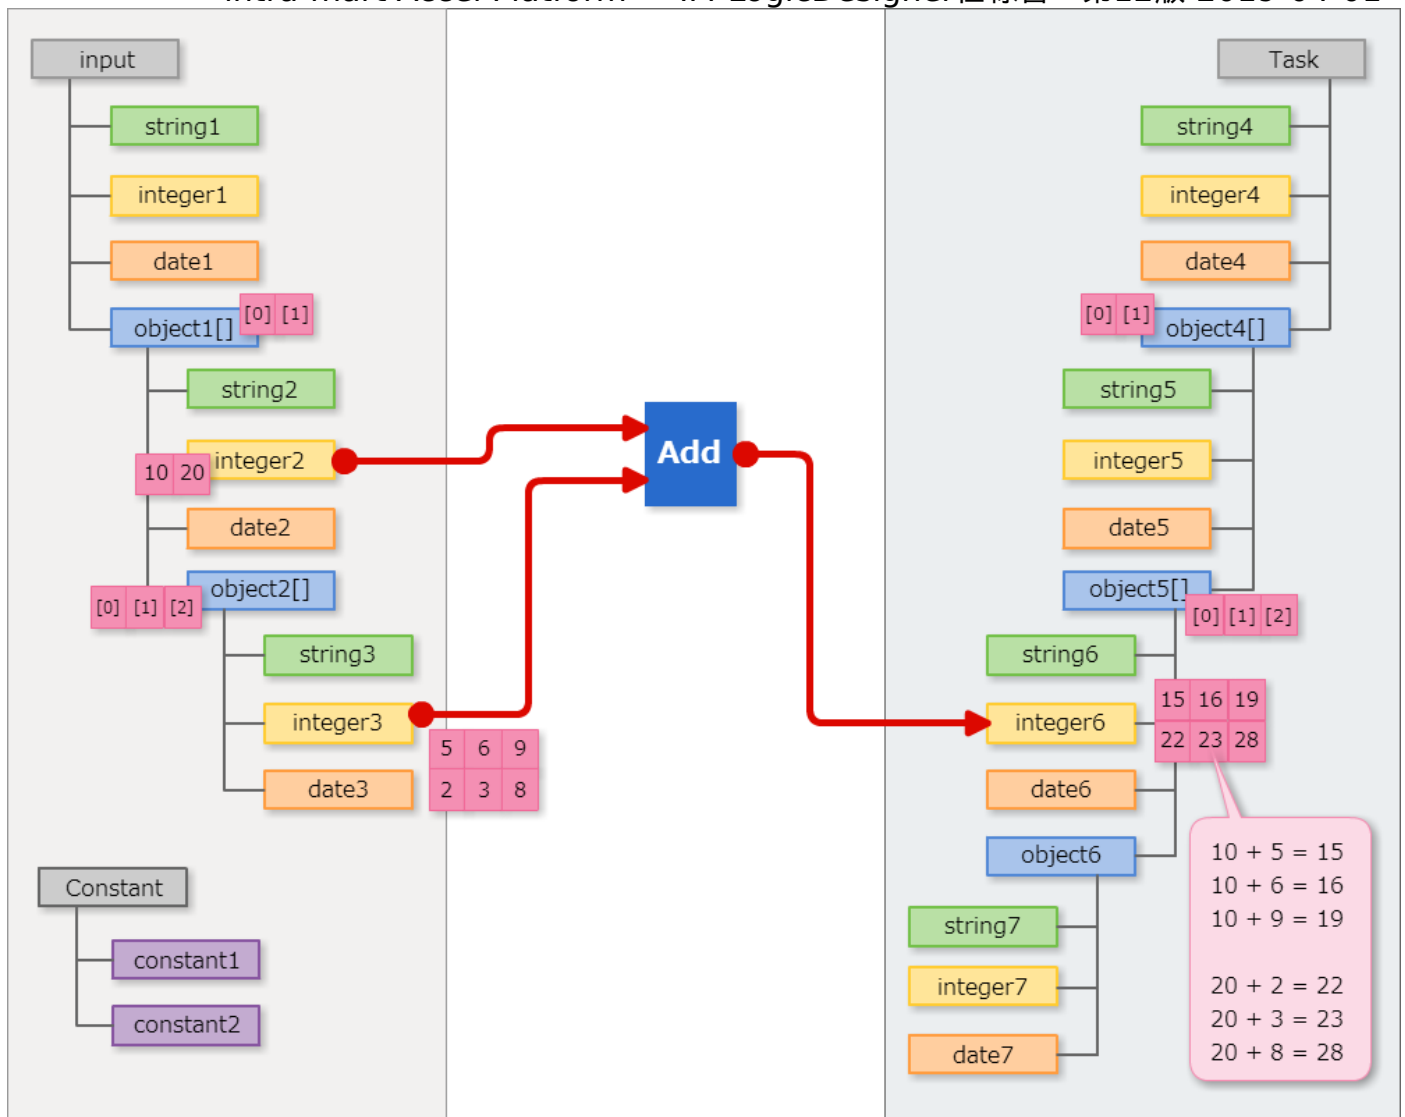 input
string1
integer1
date1
object1[]
[0] [1]
string2
integer2
10 20
date2
object2[]
[0] [1] [2]
string3
integer3
5 6 9
2 3 8
date3
Constant
constant1
constant2
Add
Task
string4
integer4
date4
[0] [1]
object4[]
string5
integer5
date5
object5[]
[0] [1] [2]
string6
integer6
15 16 19
22 23 28
date6
object6
string7
integer7
date7
10 + 5 = 15
10 + 6 = 16
10 + 9 = 19
20 + 2 = 22
20 + 3 = 23
20 + 8 = 28